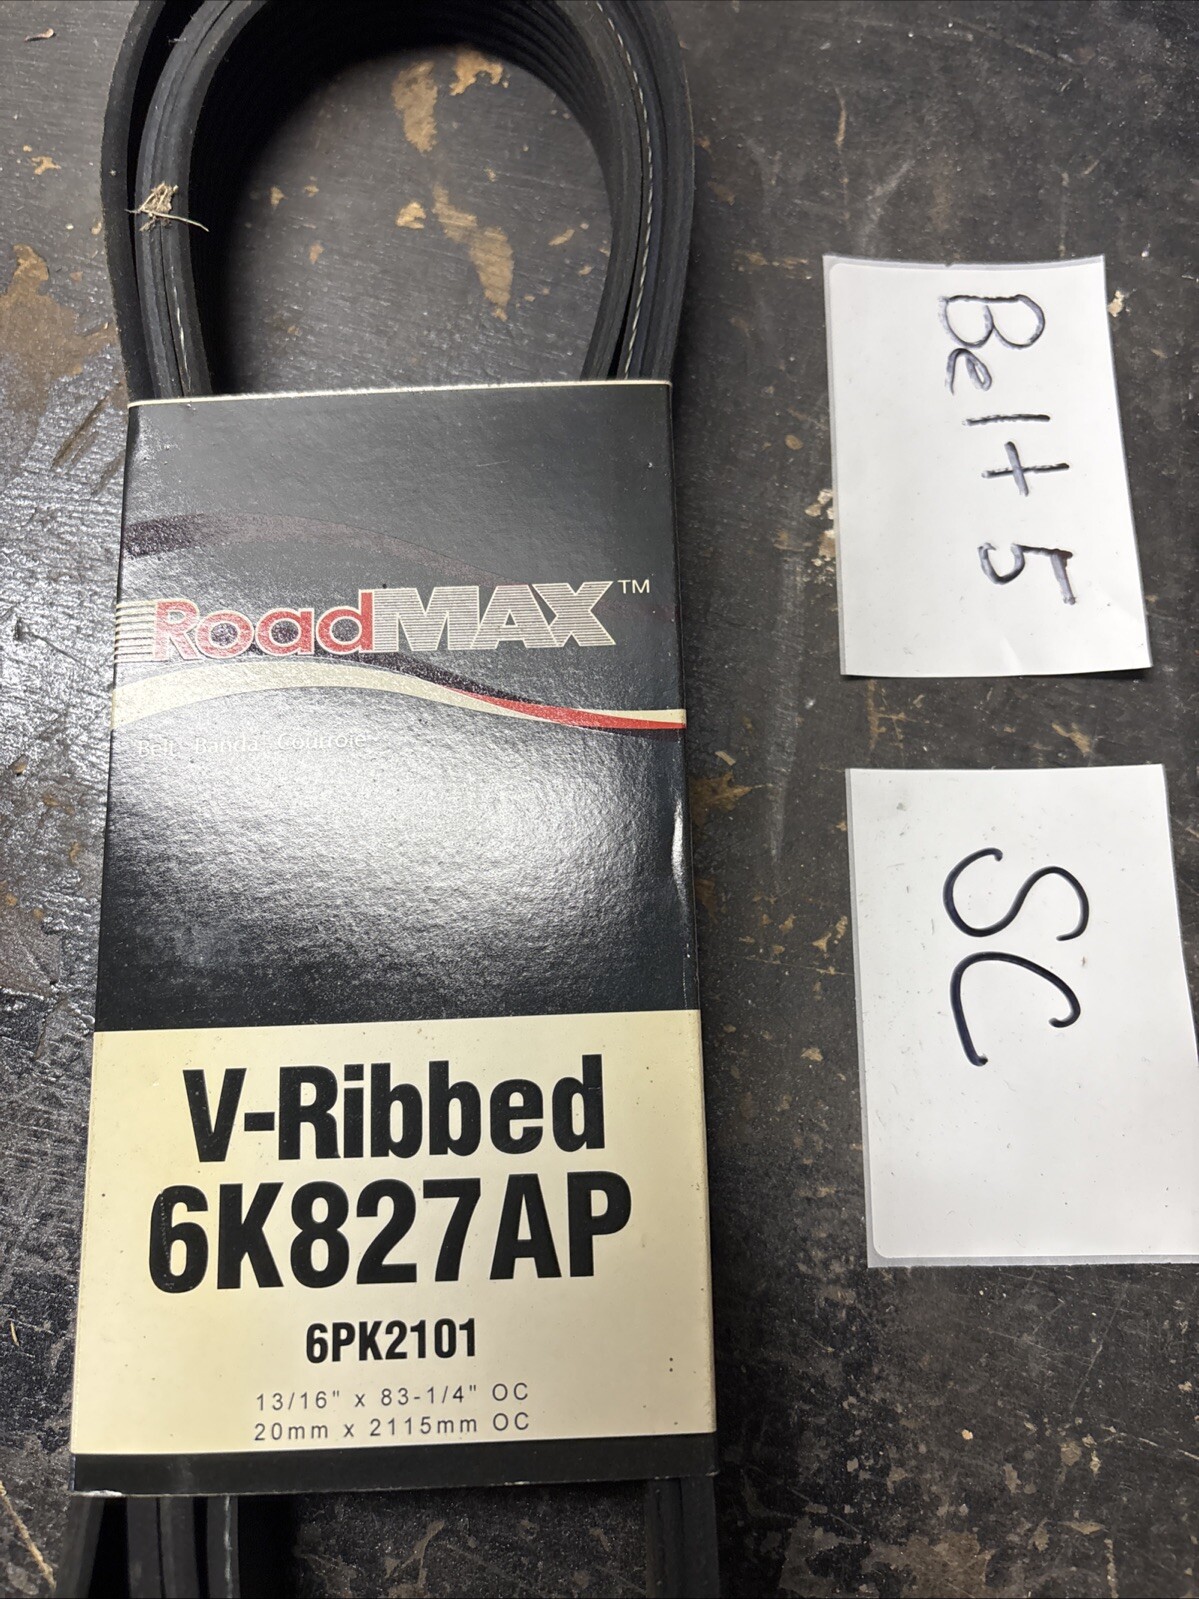 RoadMAX™
Belt - Banda - Courroie
V-Ribbed
6K827AP
6PK2101
13/16" x 83-1/4" OC
20mm x 2115mm OC
Belt 5
SC